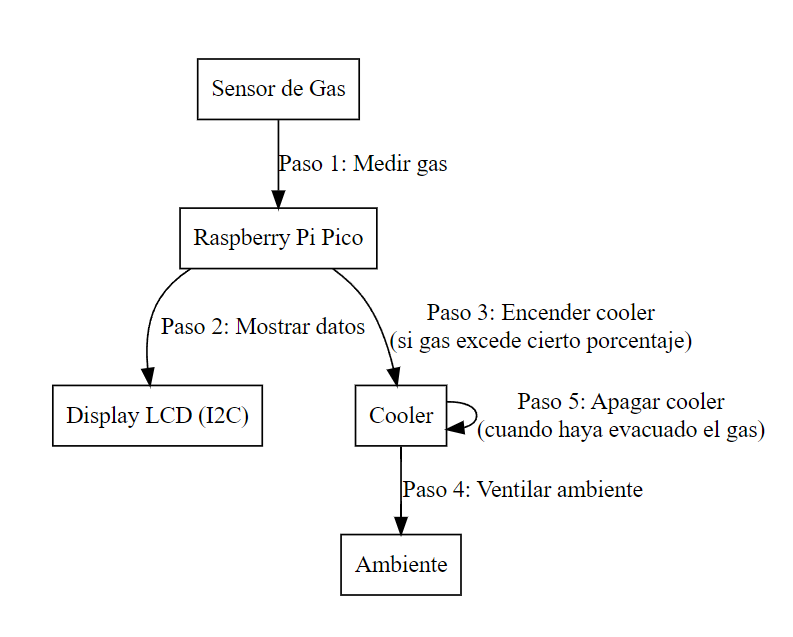 Sensor de Gas
Paso 1: Medir gas
Raspberry Pi Pico
Paso 2: Mostrar datos
Paso 3: Encender cooler
(si gas excede cierto porcentaje)
Display LCD (I2C)
Cooler
Paso 5: Apagar cooler
(cuando haya evacuado el gas)
Paso 4: Ventilar ambiente
Ambiente